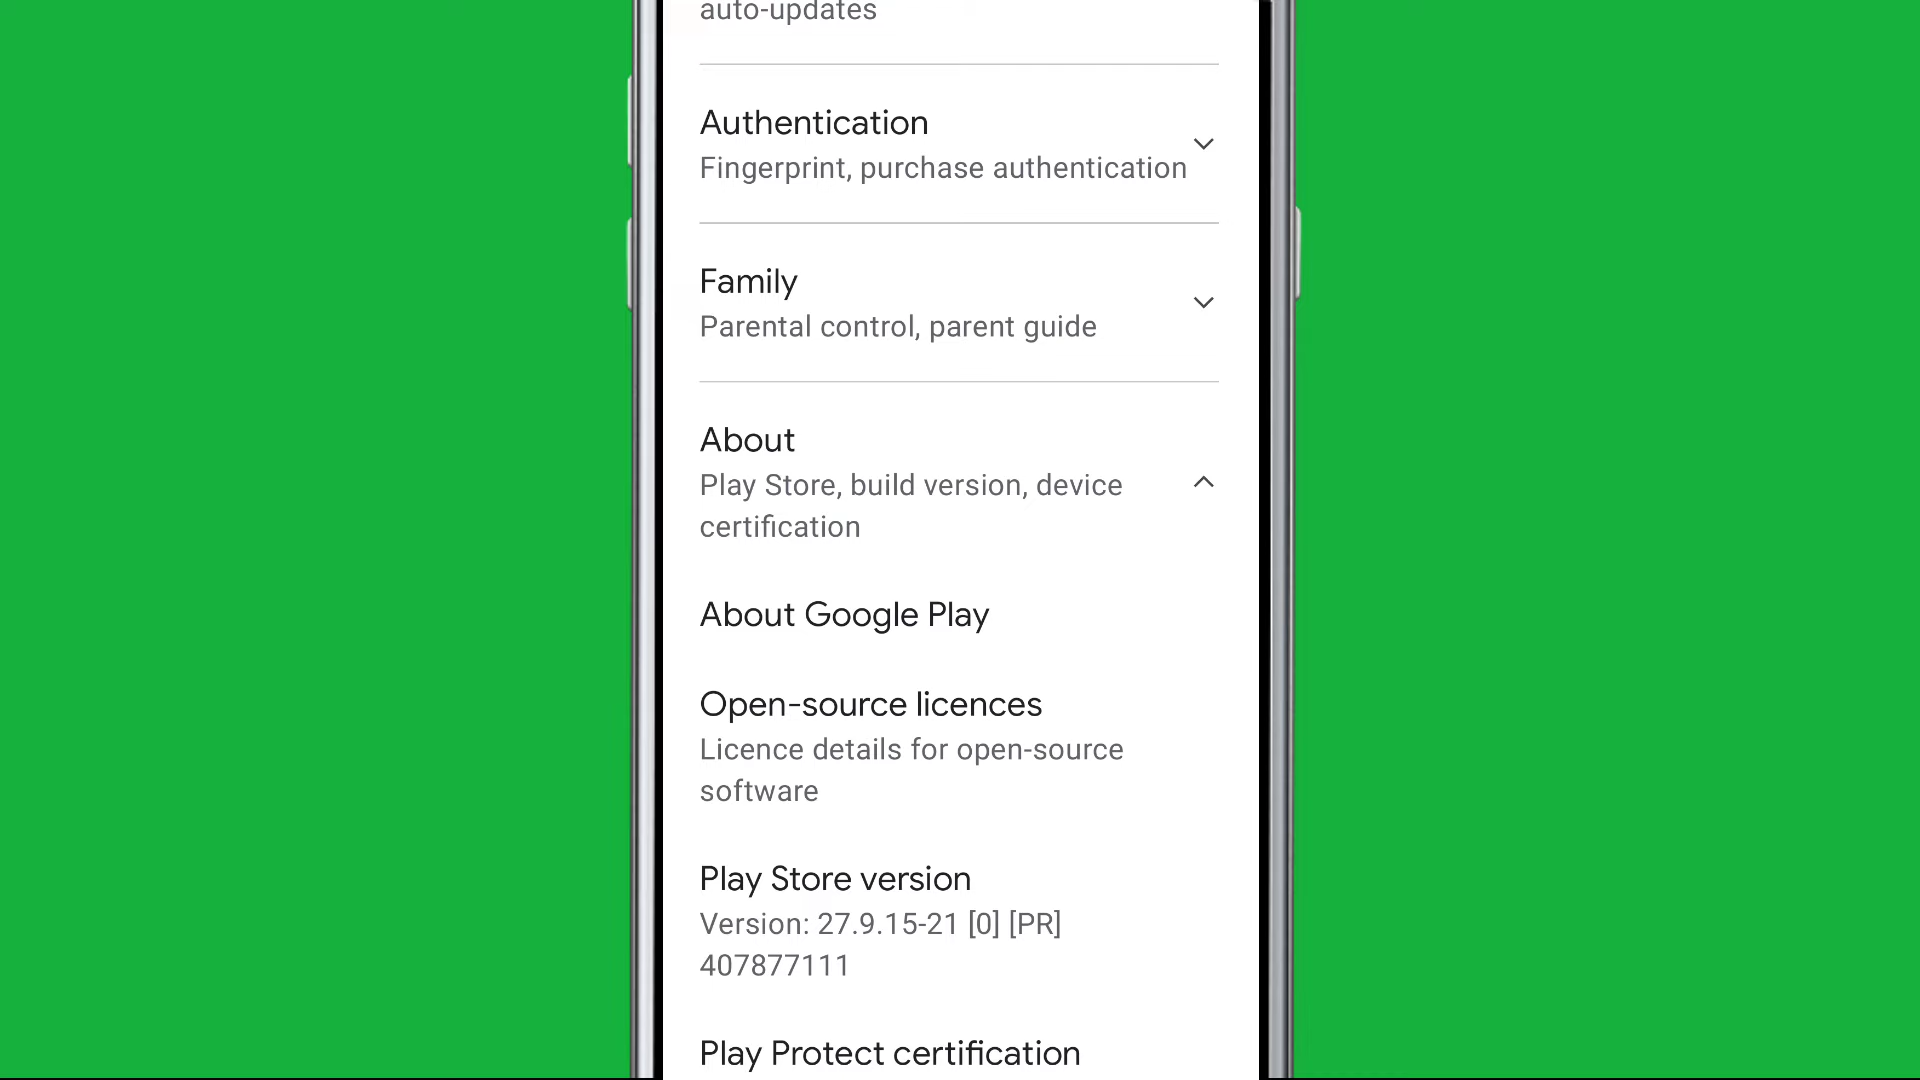 auto-updates
Authentication
Fingerprint, purchase authentication
Family
Parental control, parent guide
About
Play Store, build version, device
certification
About Google Play
Open-source licences
Licence details for open-source
software
Play Store version
Version: 27.9.15-21 [0] [PR]
407877111
Play Protect certification